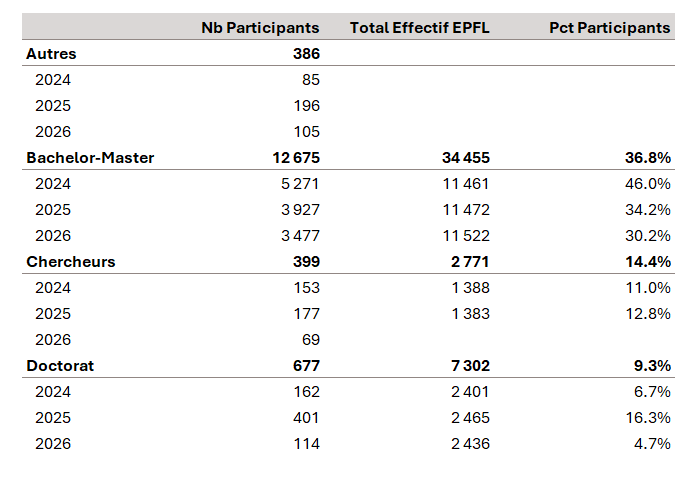 Nb Participants Total Effectif EPFL Pct Participants
Autres 386
2024 85
2025 196
2026 105
Bachelor-Master 12 675 34 455 36.8%
2024 5 271 11 461 46.0%
2025 3 927 11 472 34.2%
2026 3 477 11 522 30.2%
Chercheurs 399 2 771 14.4%
2024 153 1 388 11.0%
2025 177 1 383 12.8%
2026 69
Doctorat 677 7 302 9.3%
2024 162 2 401 6.7%
2025 401 2 465 16.3%
2026 114 2 436 4.7%